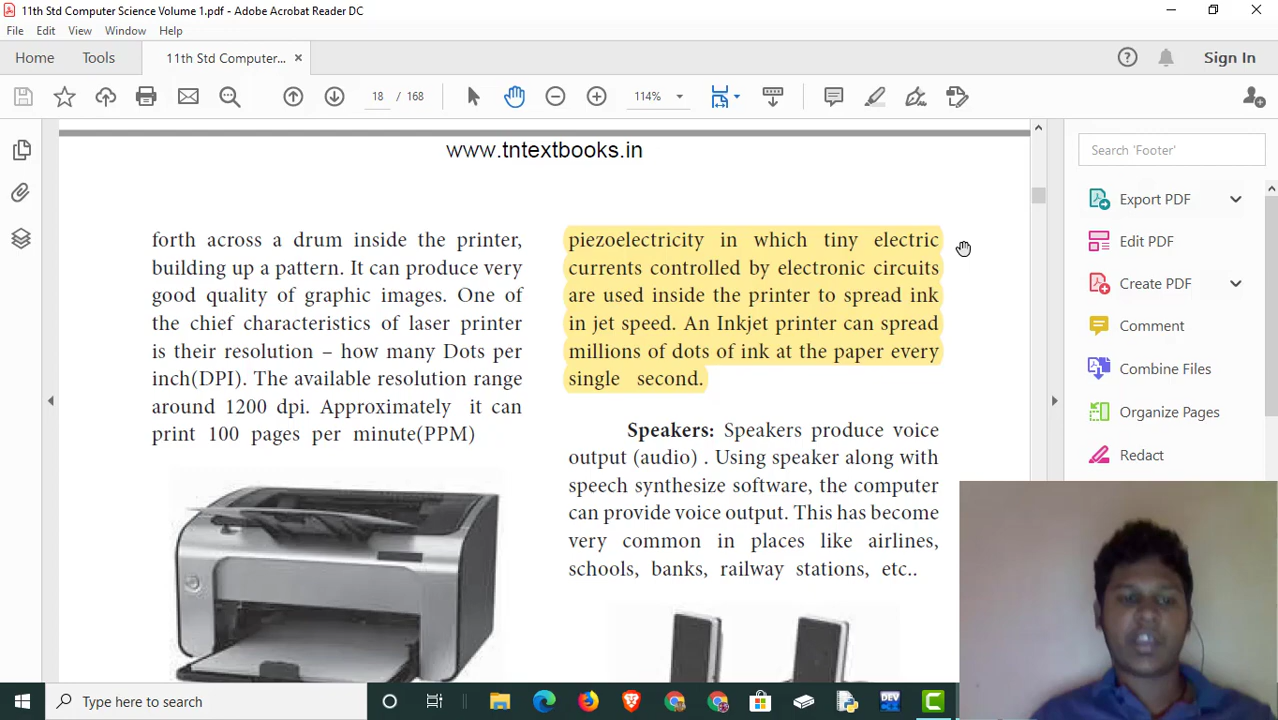 11th Std Computer Science Volume 1.pdf - Adobe Acrobat Reader DC
File Edit View Window Help
Home Tools 11th Std Computer... × Sign In
18 / 168 114%
www.tntextbooks.in
forth across a drum inside the printer,
building up a pattern. It can produce very
good quality of graphic images. One of
the chief characteristics of laser printer
is their resolution – how many Dots per
inch(DPI). The available resolution range
around 1200 dpi. Approximately it can
print 100 pages per minute(PPM)
piezoelectricity in which tiny electric
currents controlled by electronic circuits
are used inside the printer to spread ink
in jet speed. An Inkjet printer can spread
millions of dots of ink at the paper every
single second.
Speakers: Speakers produce voice
output (audio) . Using speaker along with
speech synthesize software, the computer
can provide voice output. This has become
very common in places like airlines,
schools, banks, railway stations, etc..
Search 'Footer'
Export PDF
Edit PDF
Create PDF
Comment
Combine Files
Organize Pages
Redact
Type here to search
DEV